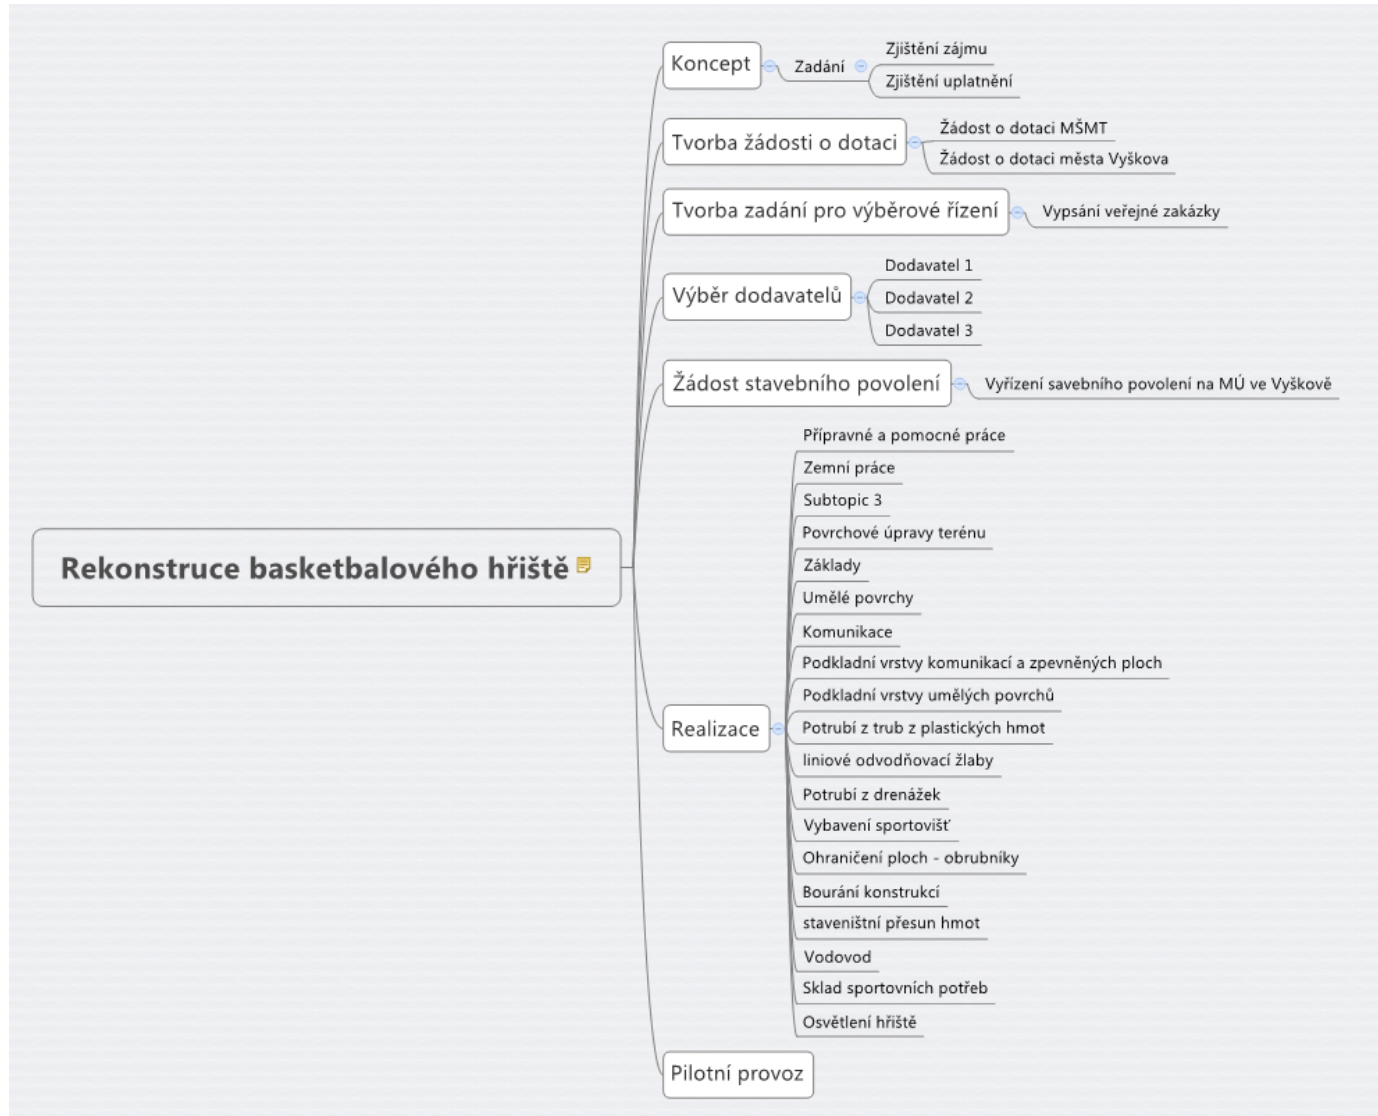 Rekonstruce basketbalového hřiště
Koncept
Zadání
Zjištění zájmu
Zjištění uplatnění
Tvorba žádosti o dotaci
Žádost o dotaci MŠMT
Žádost o dotaci města Vyškova
Tvorba zadání pro výběrové řízení
Vypsání veřejné zakázky
Výběr dodavatelů
Dodavatel 1
Dodavatel 2
Dodavatel 3
Žádost stavebního povolení
Vyřízení savebního povolení na MÚ ve Vyškově
Realizace
Přípravné a pomocné práce
Zemní práce
Subtopic 3
Povrchové úpravy terénu
Základy
Umělé povrchy
Komunikace
Podkladní vrstvy komunikací a zpevněných ploch
Podkladní vrstvy umělých povrchů
Potrubí z trub z plastických hmot
liniové odvodňovací žlaby
Potrubí z drenážek
Vybavení sportovišť
Ohraničení ploch - obrubníky
Bourání konstrukcí
staveništní přesun hmot
Vodovod
Sklad sportovních potřeb
Osvětlení hřiště
Pilotní provoz